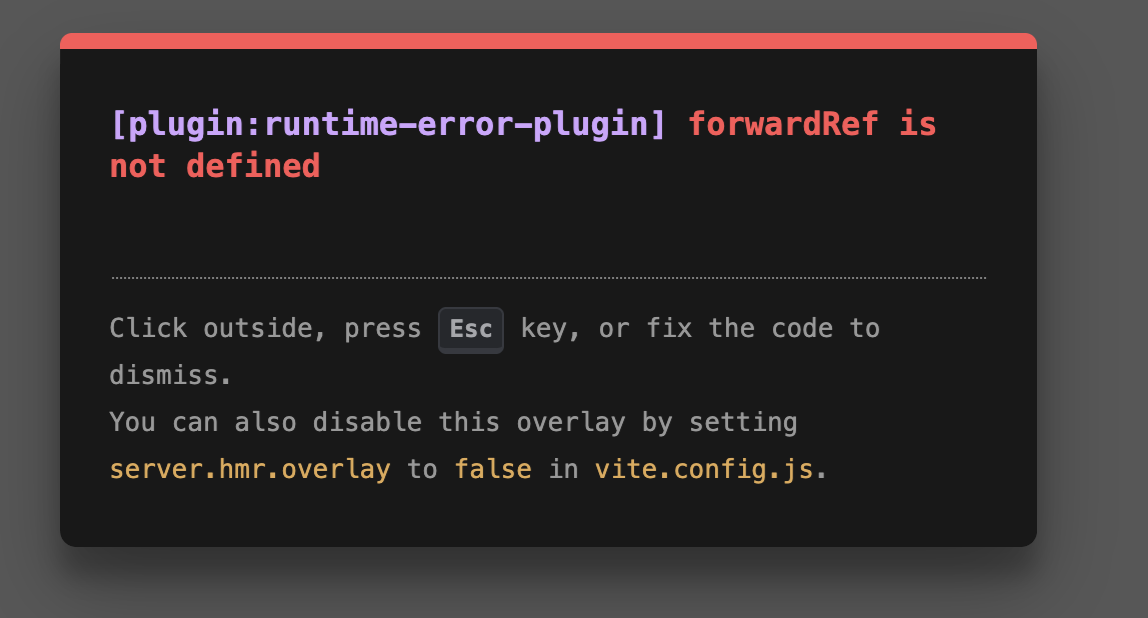 [plugin:runtime-error-plugin] forwardRef is
not defined
Click outside, press Esc key, or fix the code to
dismiss.
You can also disable this overlay by setting
server.hmr.overlay to false in vite.config.js.